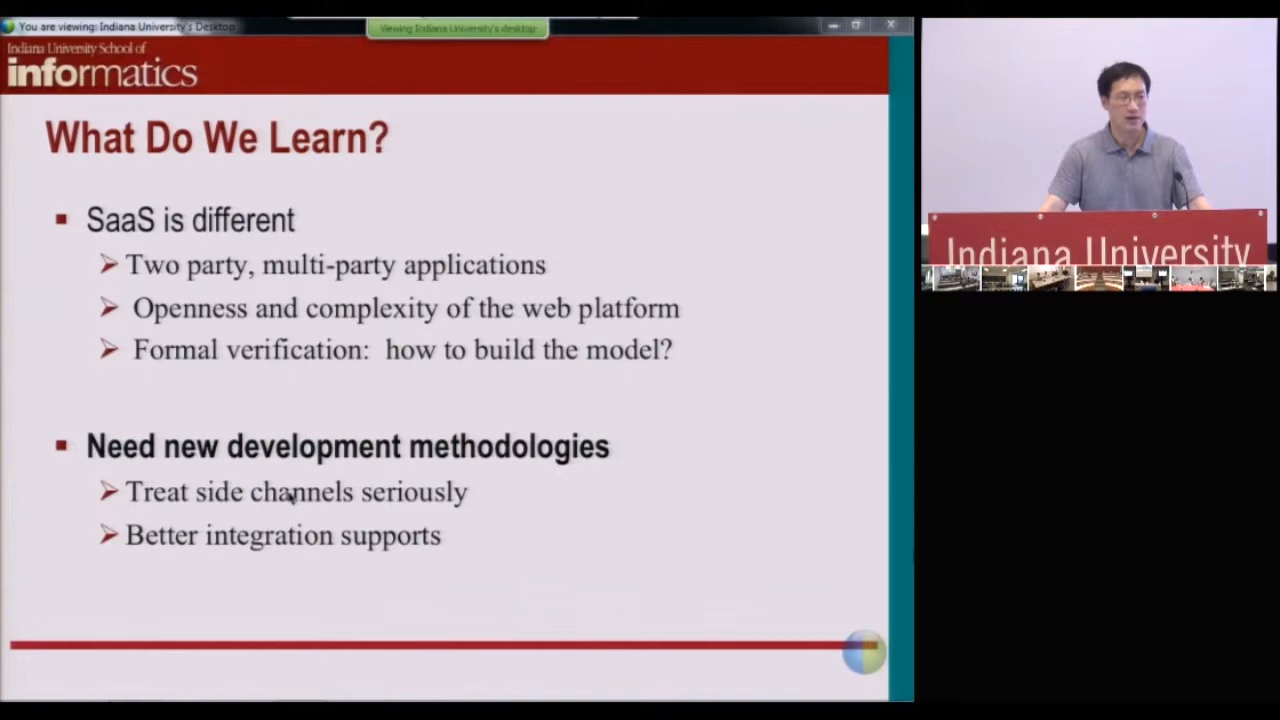 You are viewing: Indiana University's Desktop
Viewing Indiana University's desktop
Indiana University School of
informatics
What Do We Learn?
SaaS is different
Two party, multi-party applications
Openness and complexity of the web platform
Formal verification: how to build the model?
Need new development methodologies
Treat side channels seriously
Better integration supports
Indiana University